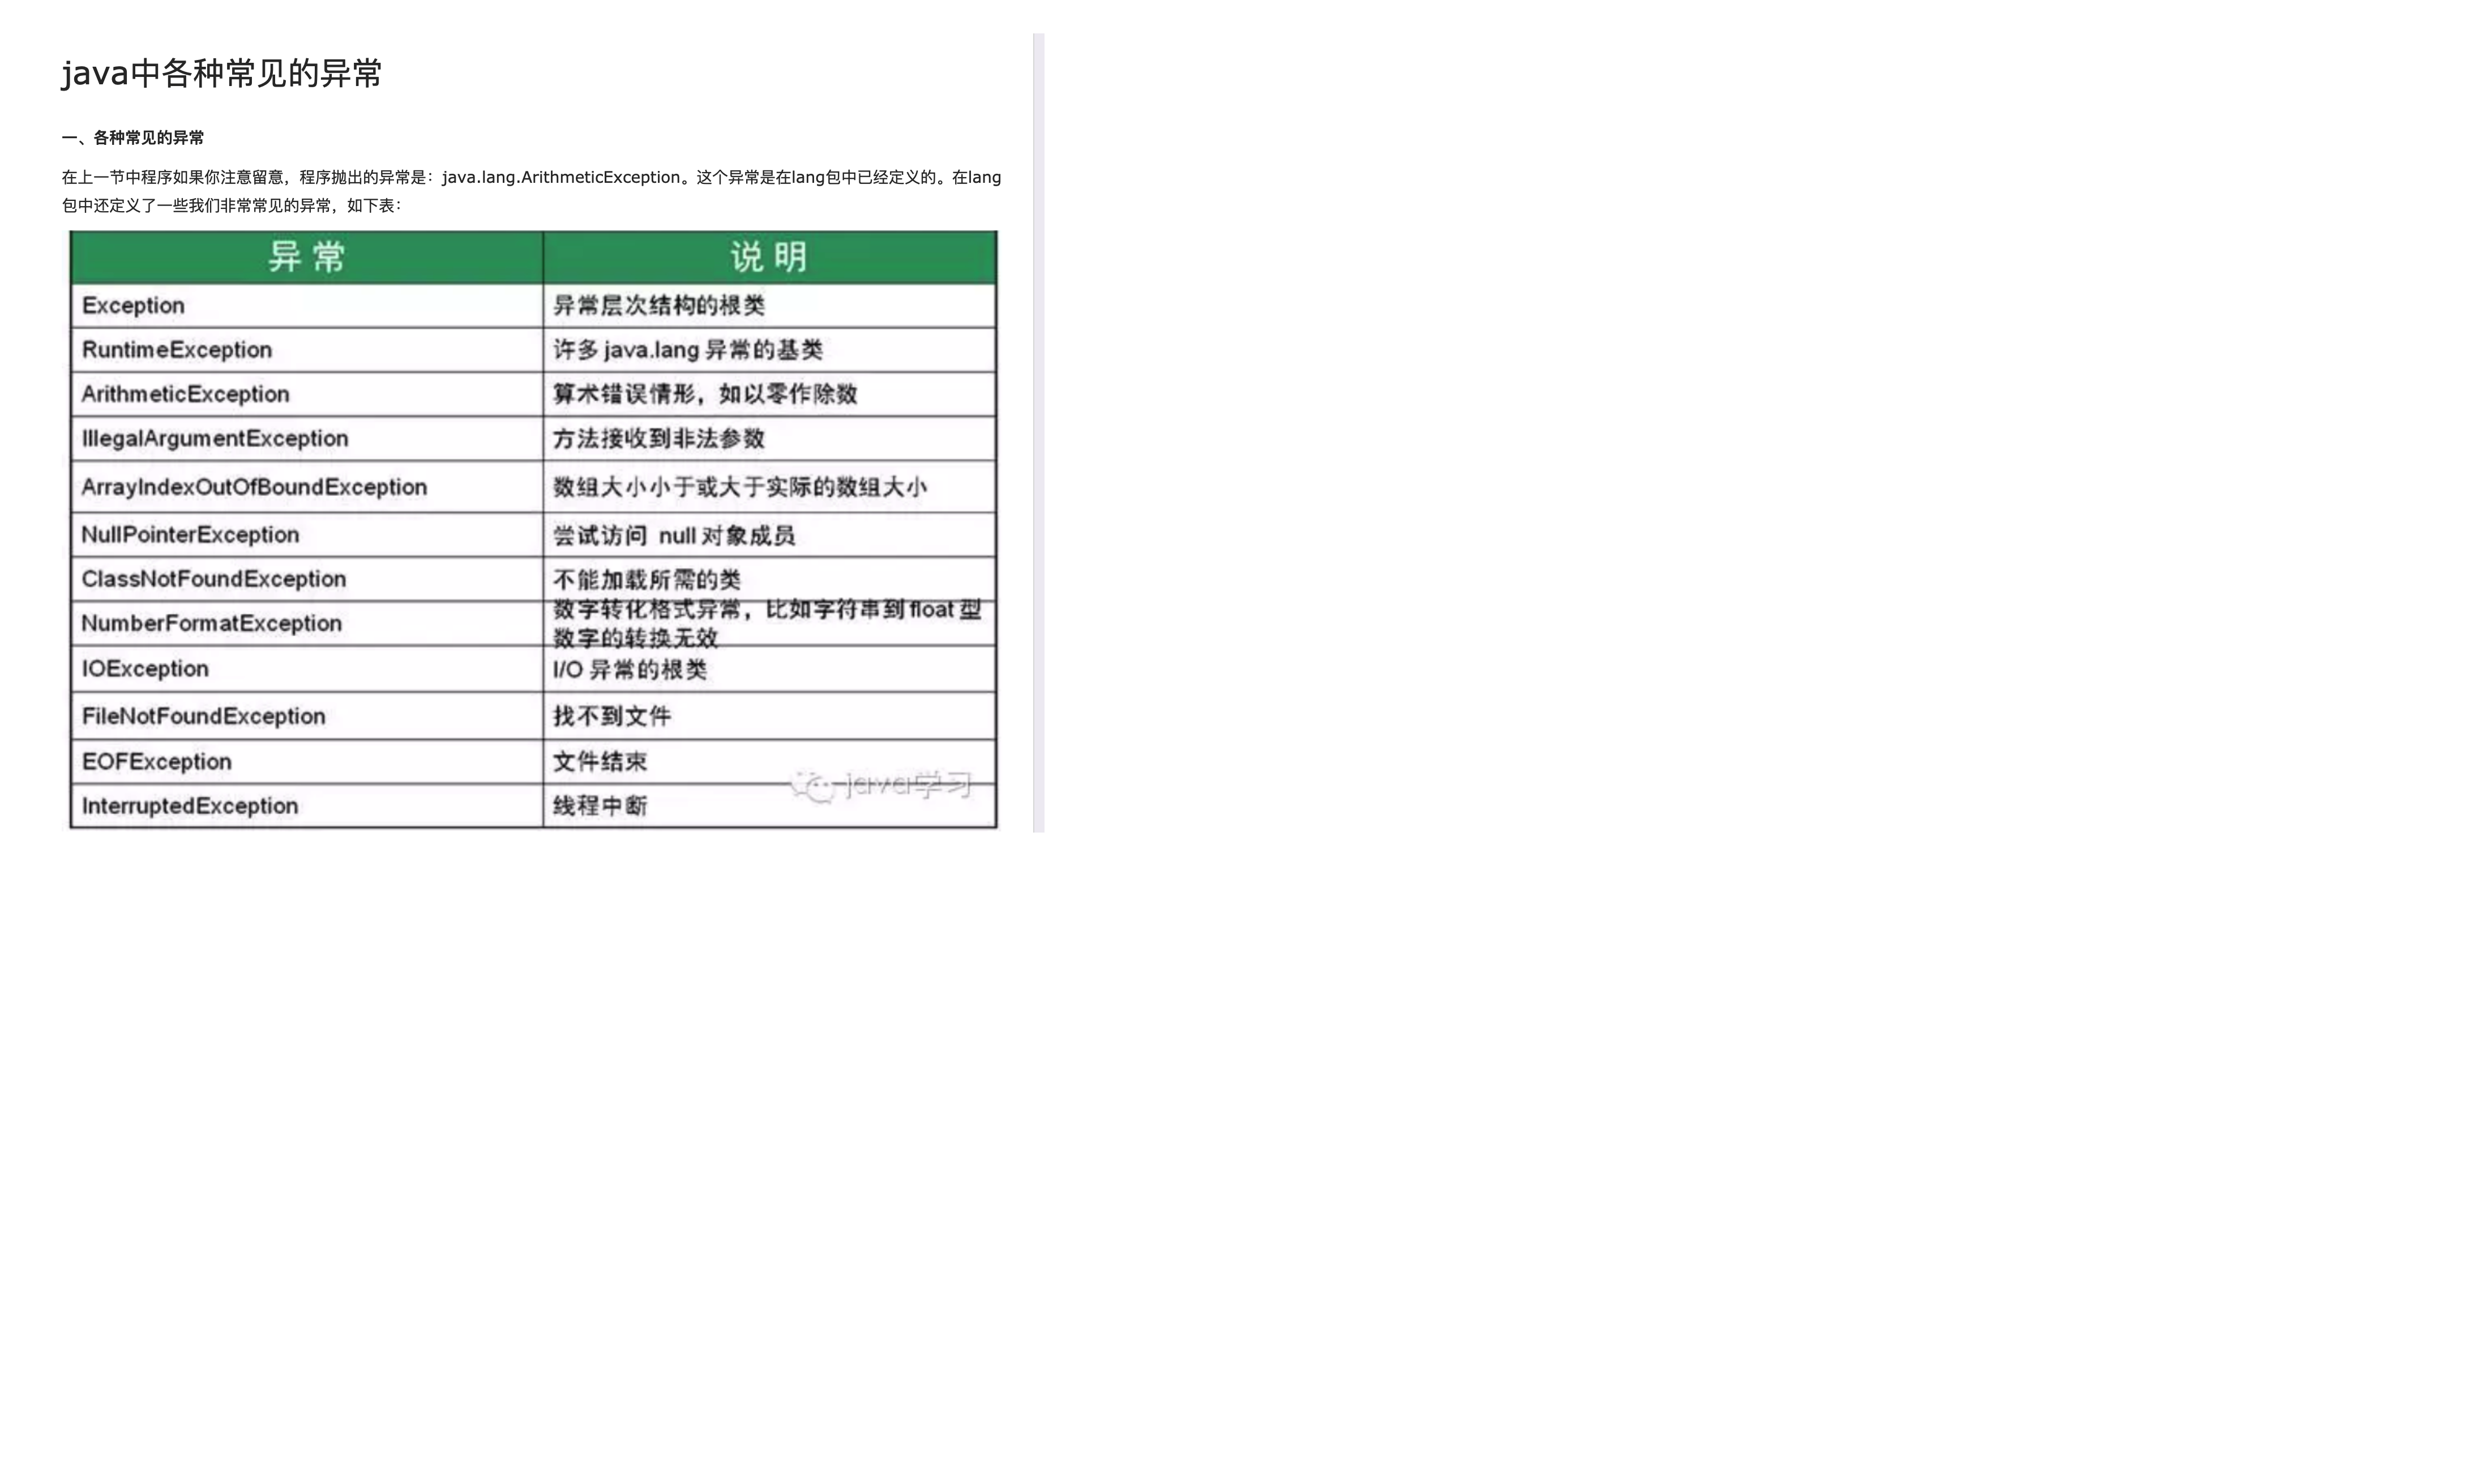 java中各种常见的异常
一、各种常见的异常
在上一节中程序如果你注意留意，程序抛出的异常是：java.lang.ArithmeticException。这个异常是在lang包中已经定义的。在lang
包中还定义了一些我们非常常见的异常，如下表：
异常 说明
Exception 异常层次结构的根类
RuntimeException 许多 java.lang 异常的基类
ArithmeticException 算术错误情形，如以零作除数
IllegalArgumentException 方法接收到非法参数
ArrayIndexOutOfBoundException 数组大小小于或大于实际的数组大小
NullPointerException 尝试访问 null 对象成员
ClassNotFoundException 不能加载所需的类
NumberFormatException 数字转化格式异常，比如字符串到 float 型
数字的转换无效
IOException I/O 异常的根类
FileNotFoundException 找不到文件
EOFException 文件结束
InterruptedException 线程中断
java学习